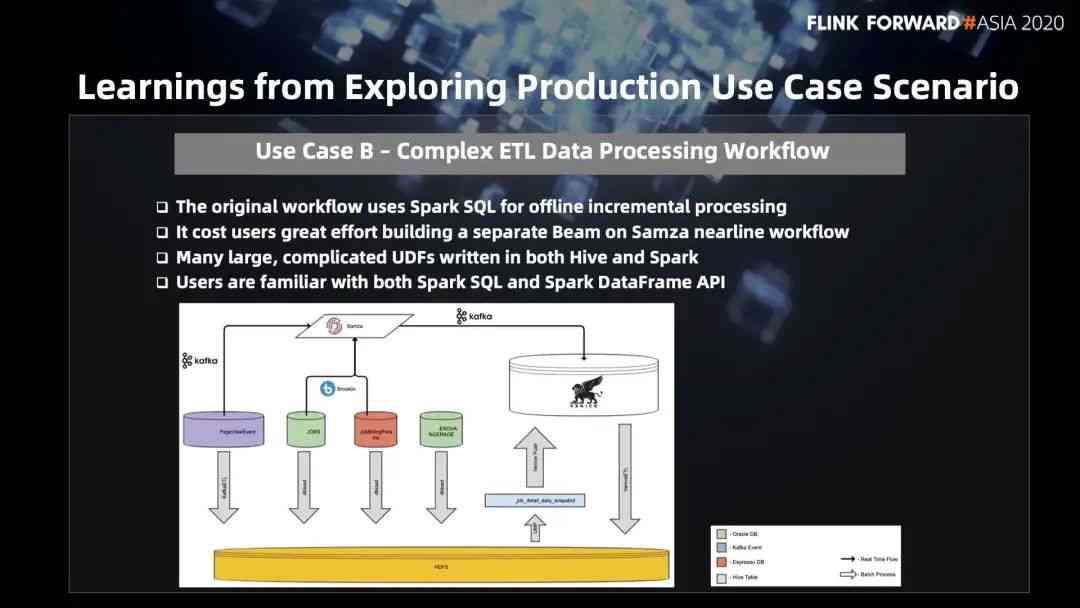 FLINK FORWARD#ASIA 2020
Learnings from Exploring Production Use Case Scenario
Use Case B – Complex ETL Data Processing Workflow
❑ The original workflow uses Spark SQL for offline incremental processing
❑ It cost users great effort building a separate Beam on Samza nearline workflow
❑ Many large, complicated UDFs written in both Hive and Spark
❑ Users are familiar with both Spark SQL and Spark DataFrame API
kafka
Samza
kafka
Brooklin
VENICE
PageViewEvent
JOBS
KafkaETL
dbload
dbload
dbload
Venice Push
VeniceETL
job_detail_daily_snapshot
HDFS
- Oracle DB
- Kafka Event
- Espresso DB
- Hive Table
- Real Time Flow
- Batch Process